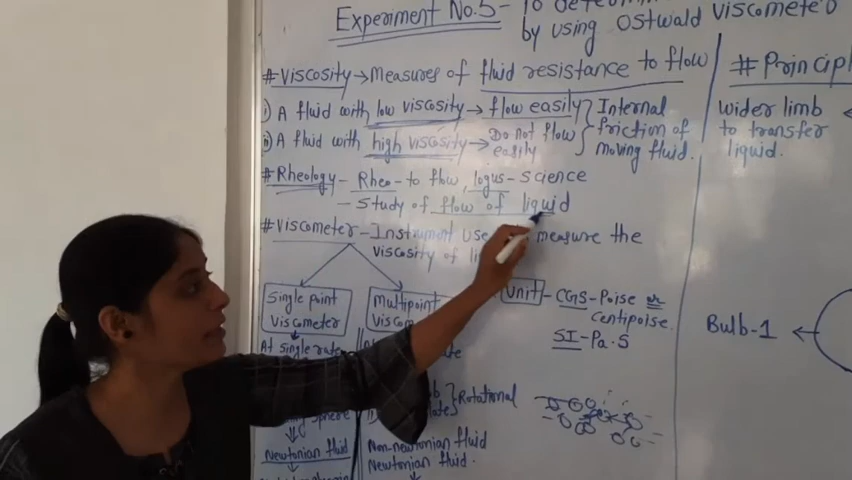 Experiment No.5 - To
by using Ostwald viscometer
#Viscosity → Measures of fluid resistance to flow
i) A fluid with low viscosity → flow easily
ii) A fluid with high viscosity → Do not flow easily
Internal
friction of
moving fluid.
#Rheology - Rheo - to flow, logus - science
- Study of flow of liquid
#Viscometer - Instrument measure the
viscosity of
Single point
Viscometer
Multipoint
Unit - CGS - Poise or
Centipoise.
SI - Pa.S
At single rate
Rotational
sphere
Newtonian fluid
Non-newtonian fluid
Newtonian fluid.
wider limb
to transfer
liquid.
Bulb-1